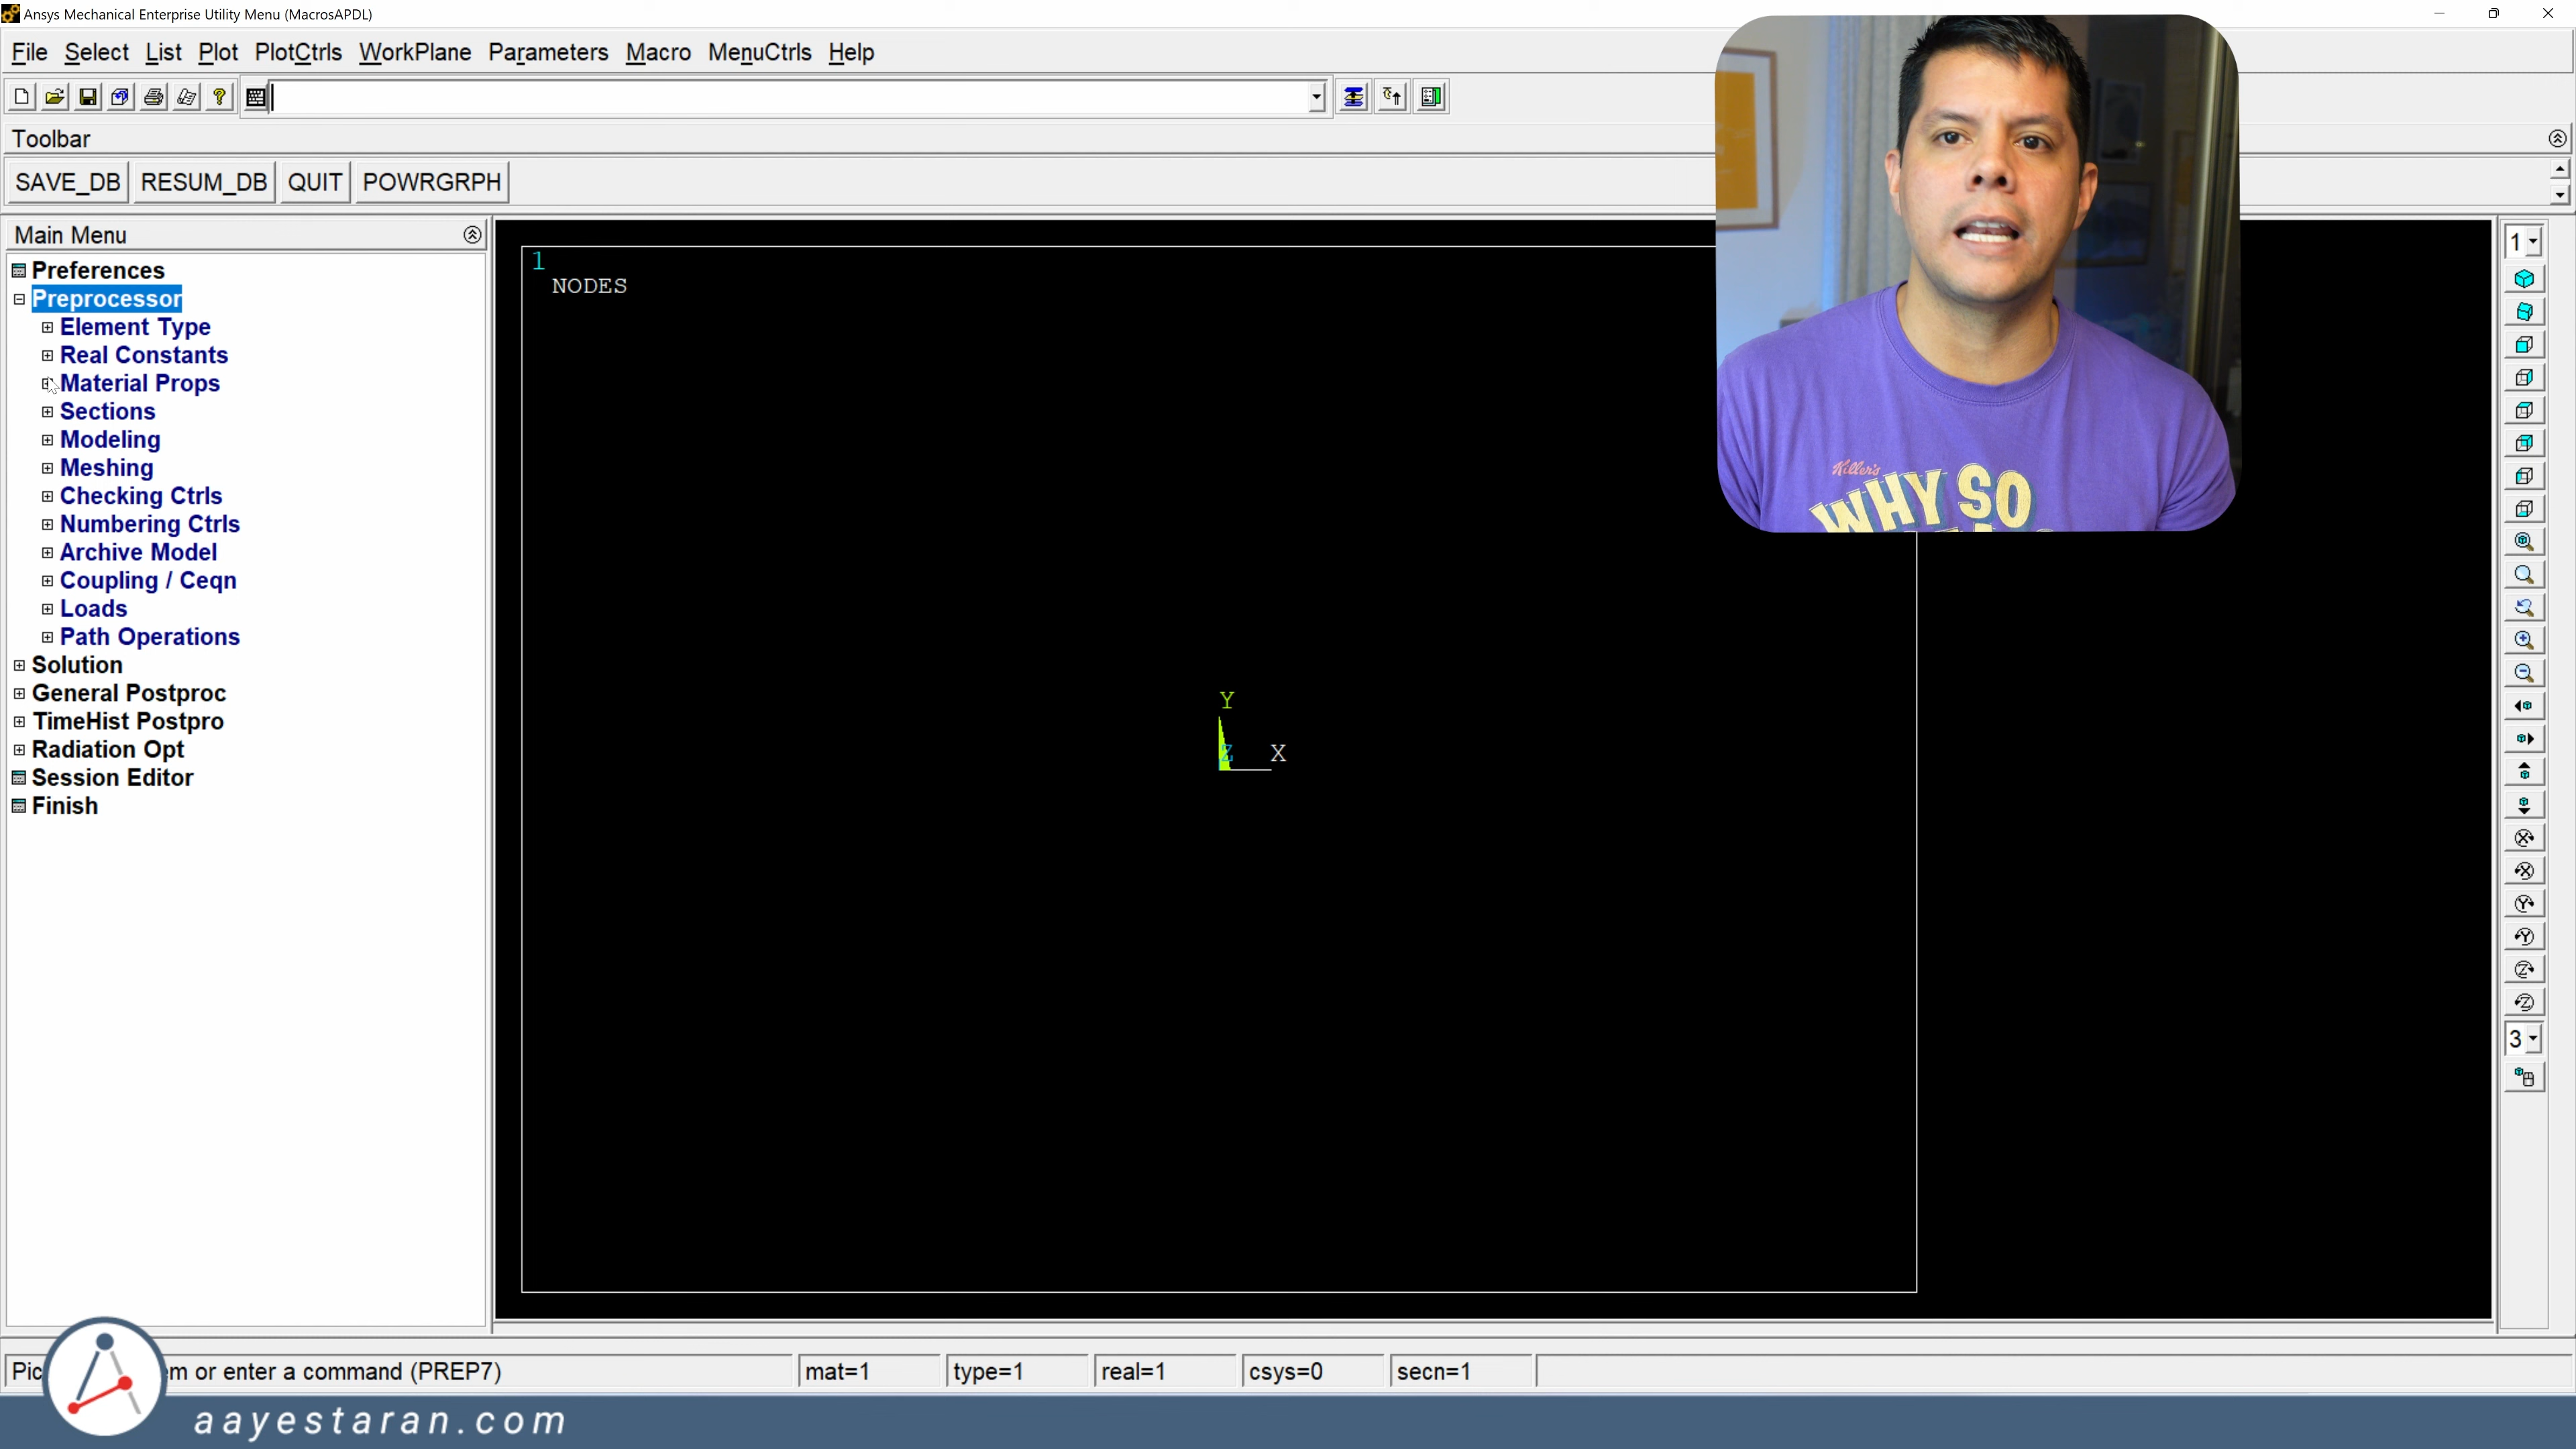 Ansys Mechanical Enterprise Utility Menu (MacrosAPDL)
File Select List Plot PlotCtrls WorkPlane Parameters Macro MenuCtrls Help
Toolbar
SAVE_DB RESUM_DB QUIT POWRGRPH
Main Menu
Preferences
Preprocessor
Element Type
Real Constants
Material Props
Sections
Modeling
Meshing
Checking Ctrls
Numbering Ctrls
Archive Model
Coupling / Ceqn
Loads
Path Operations
Solution
General Postproc
TimeHist Postpro
Radiation Opt
Session Editor
Finish
1
NODES
Y
Z X
Killer's
WHY SO
1
3
Pic em or enter a command (PREP7) mat=1 type=1 real=1 csys=0 secn=1
aayestaran.com